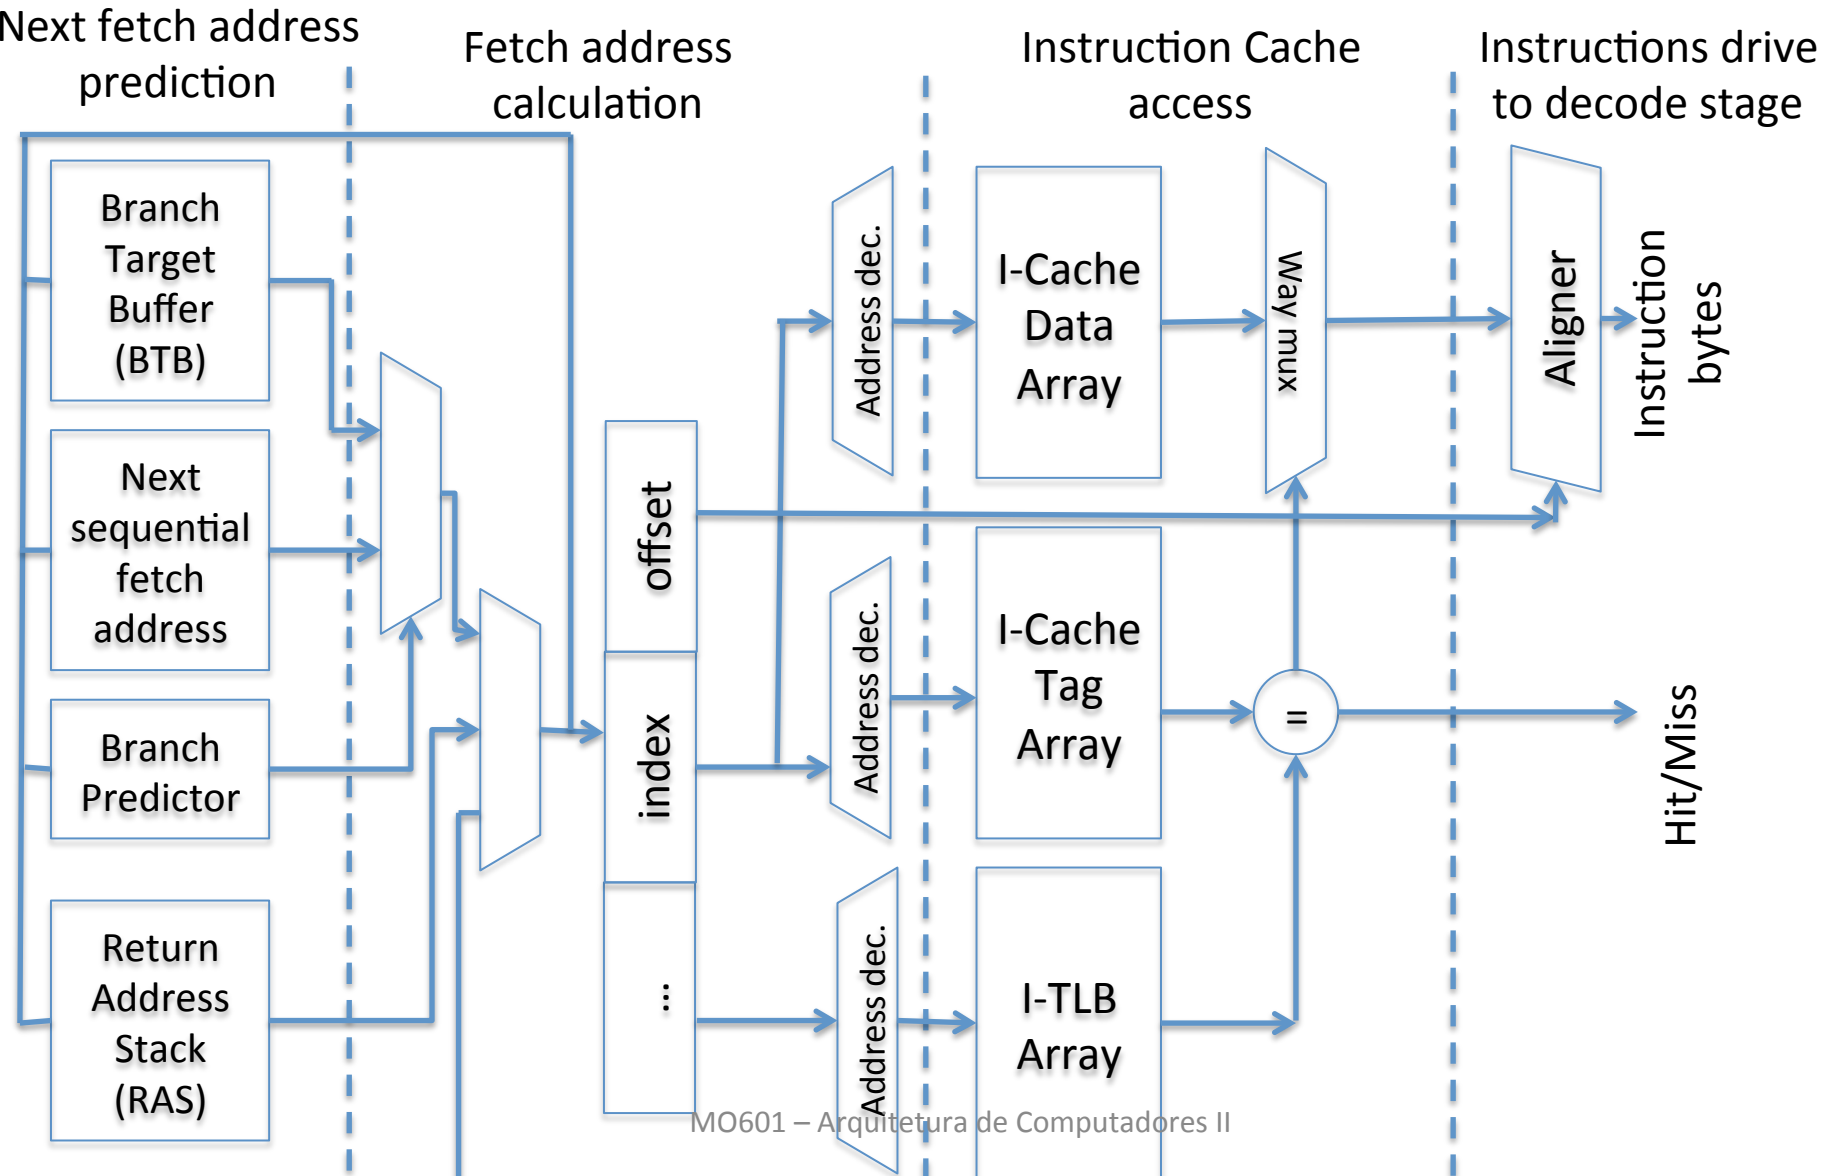 Next fetch address
prediction
Fetch address
calculation
Instruction Cache
access
Instructions drive
to decode stage
Branch
Target
Buffer
(BTB)
Next
sequential
fetch
address
Branch
Predictor
Return
Address
Stack
(RAS)
offset
index
...
Address dec.
Address dec.
Address dec.
I-Cache
Data
Array
I-Cache
Tag
Array
I-TLB
Array
Way mux
=
Aligner
Instruction
bytes
Hit/Miss
MO601 – Arquitetura de Computadores II